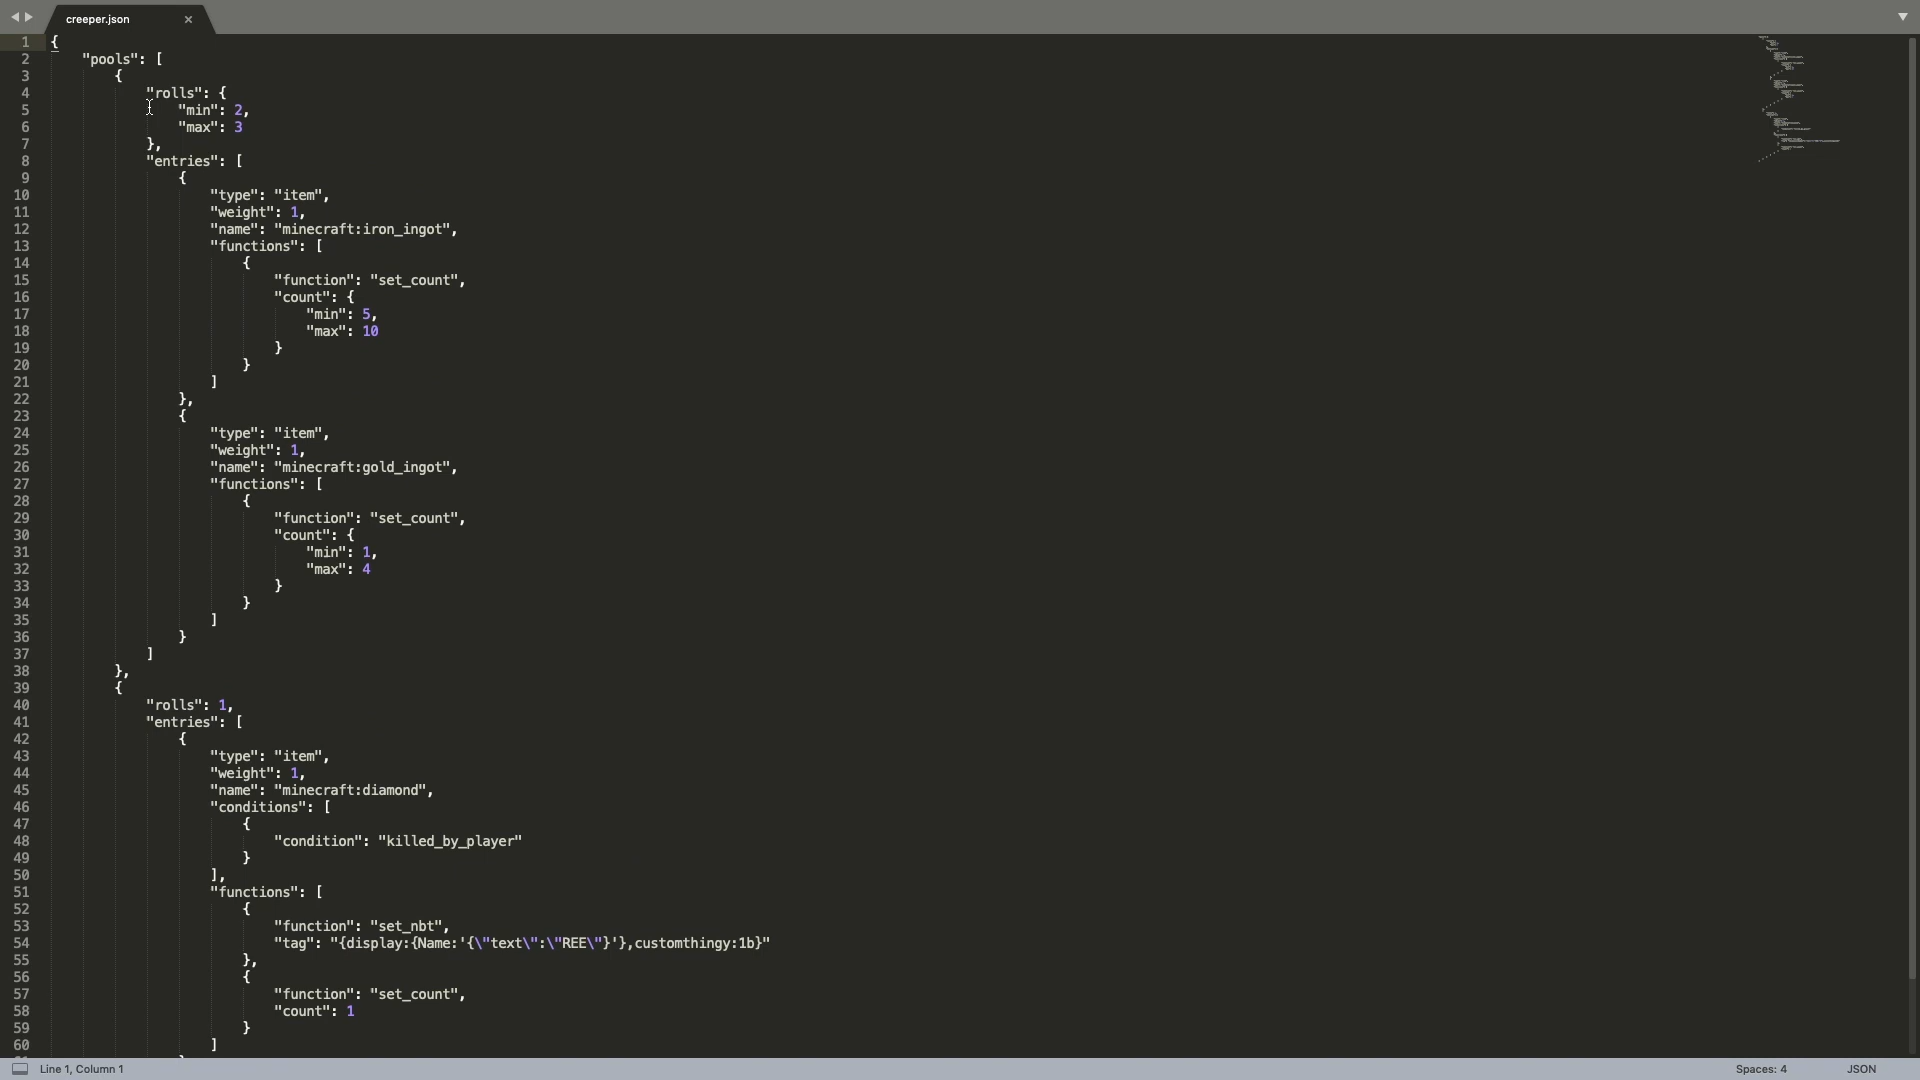 creeper.json ×
1 {
2 "pools": [
3 {
4 "rolls": {
5 "min": 2,
6 "max": 3
7 },
8 "entries": [
9 {
10 "type": "item",
11 "weight": 1,
12 "name": "minecraft:iron_ingot",
13 "functions": [
14 {
15 "function": "set_count",
16 "count": {
17 "min": 5,
18 "max": 10
19 }
20 }
21 ]
22 },
23 {
24 "type": "item",
25 "weight": 1,
26 "name": "minecraft:gold_ingot",
27 "functions": [
28 {
29 "function": "set_count",
30 "count": {
31 "min": 1,
32 "max": 4
33 }
34 }
35 ]
36 }
37 ]
38 },
39 {
40 "rolls": 1,
41 "entries": [
42 {
43 "type": "item",
44 "weight": 1,
45 "name": "minecraft:diamond",
46 "conditions": [
47 {
48 "condition": "killed_by_player"
49 }
50 ],
51 "functions": [
52 {
53 "function": "set_nbt",
54 "tag": "{display:{Name:'{\"text\":\"REE\"}'},customthingy:1b}"
55 },
56 {
57 "function": "set_count",
58 "count": 1
59 }
60 ]
Line 1, Column 1 Spaces: 4 JSON